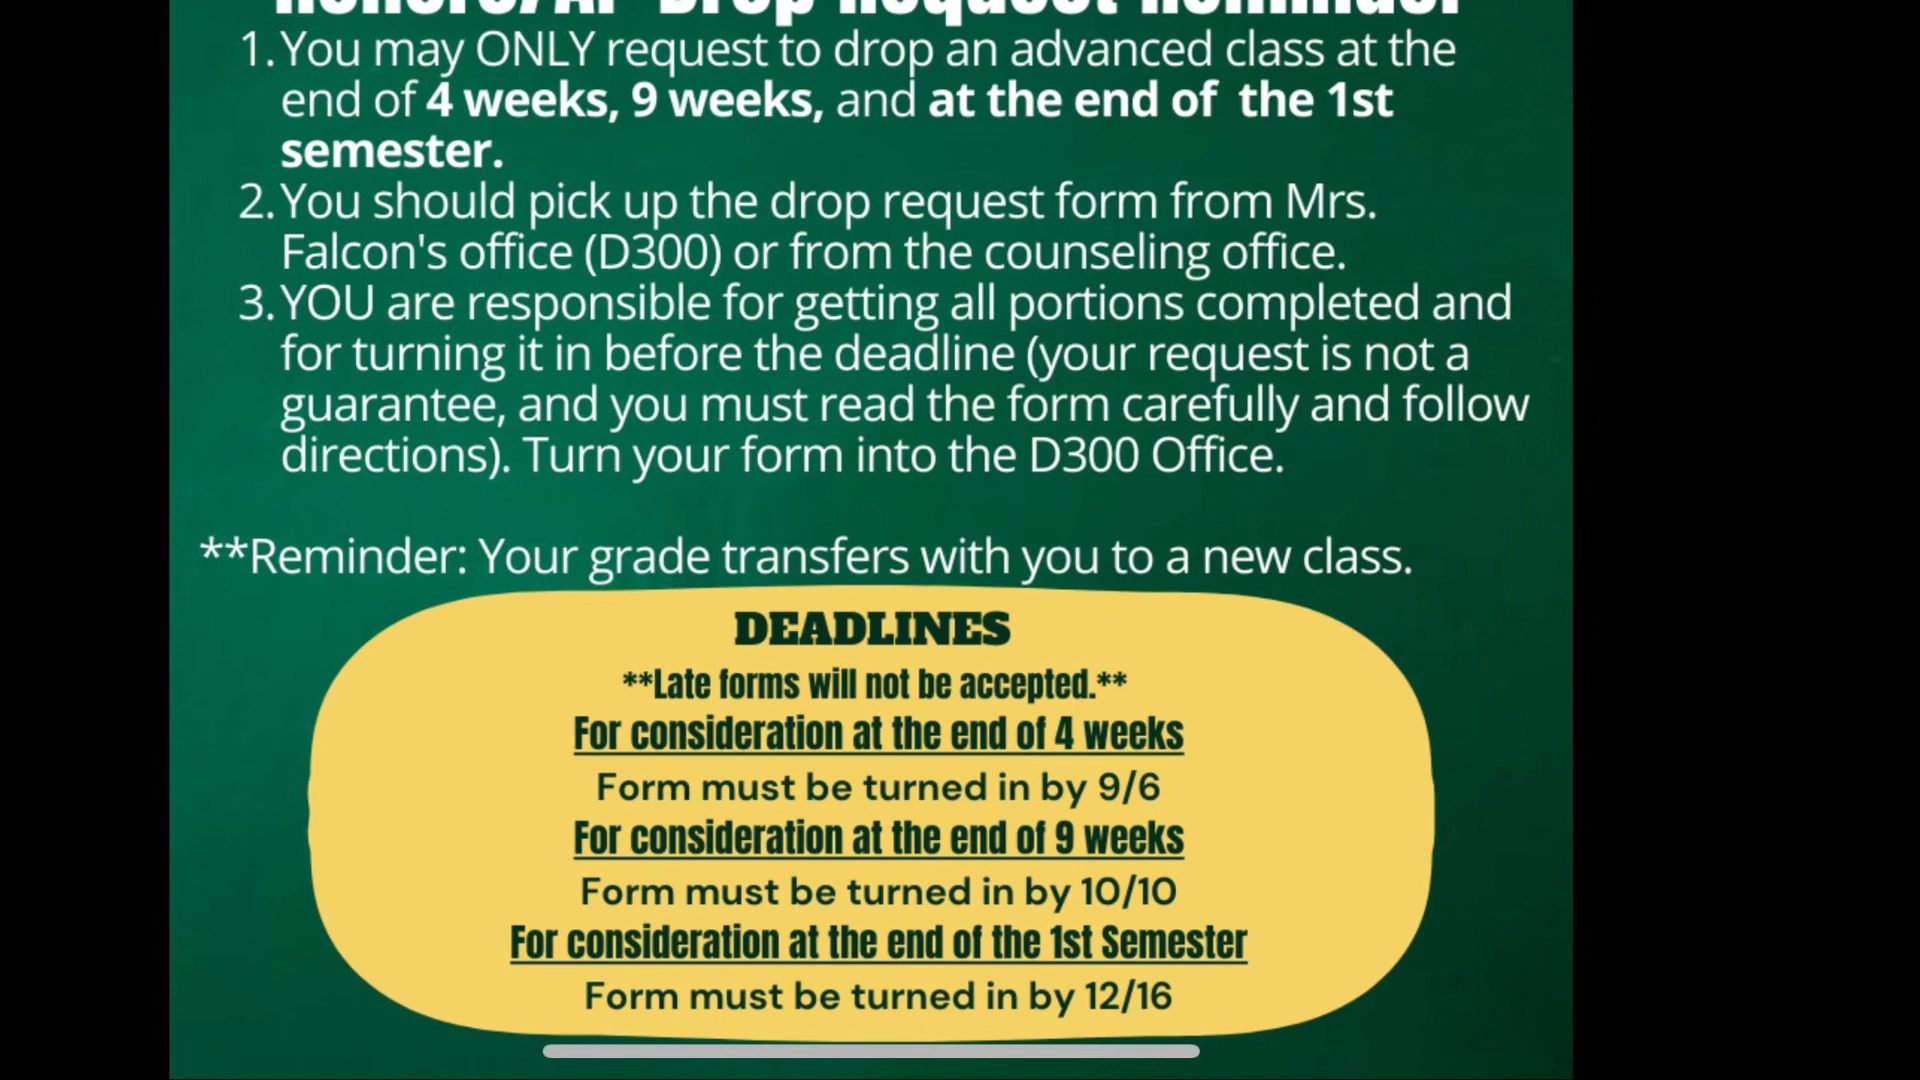 Honors/AP Drop Request Reminder
1. You may ONLY request to drop an advanced class at the
end of 4 weeks, 9 weeks, and at the end of the 1st
semester.
2. You should pick up the drop request form from Mrs.
Falcon's office (D300) or from the counseling office.
3. YOU are responsible for getting all portions completed and
for turning it in before the deadline (your request is not a
guarantee, and you must read the form carefully and follow
directions). Turn your form into the D300 Office.
**Reminder: Your grade transfers with you to a new class.
DEADLINES
**Late forms will not be accepted.**
For consideration at the end of 4 weeks
Form must be turned in by 9/6
For consideration at the end of 9 weeks
Form must be turned in by 10/10
For consideration at the end of the 1st Semester
Form must be turned in by 12/16